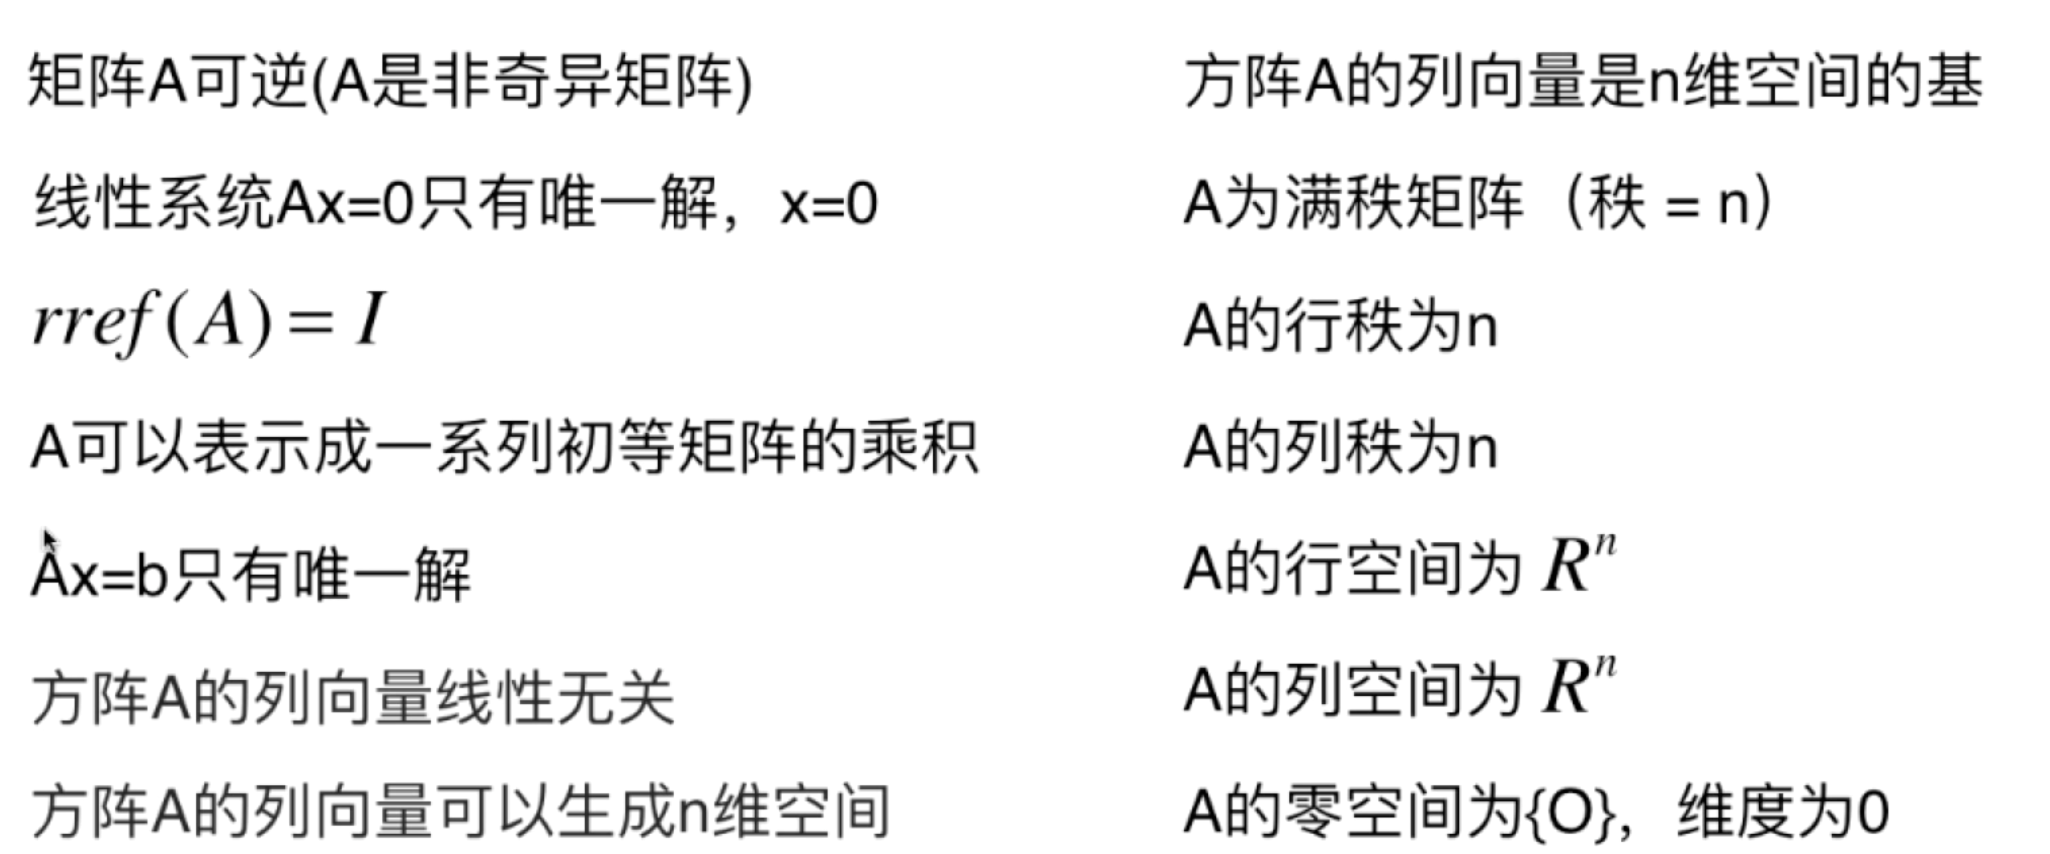 矩阵A可逆(A是非奇异矩阵)
线性系统Ax=0只有唯一解，x=0
rref(A) = I
A可以表示成一系列初等矩阵的乘积
Ax=b只有唯一解
方阵A的列向量线性无关
方阵A的列向量可以生成n维空间
方阵A的列向量是n维空间的基
A为满秩矩阵（秩 = n）
A的行秩为n
A的列秩为n
A的行空间为 Rⁿ
A的列空间为 Rⁿ
A的零空间为{O}，维度为0